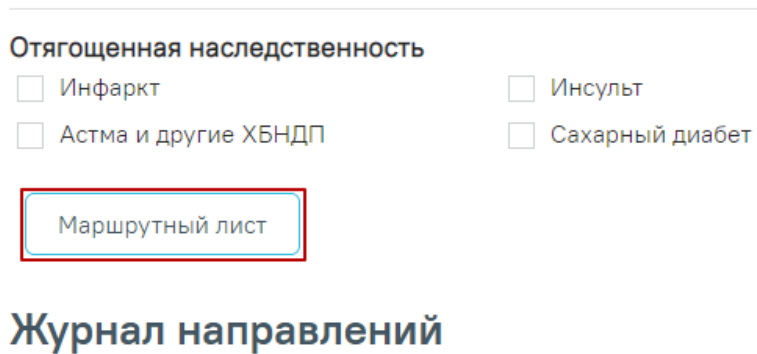 Отягощенная наследственность
Инфаркт
Инсульт
Астма и другие ХБНДП
Сахарный диабет
Маршрутный лист
Журнал направлений